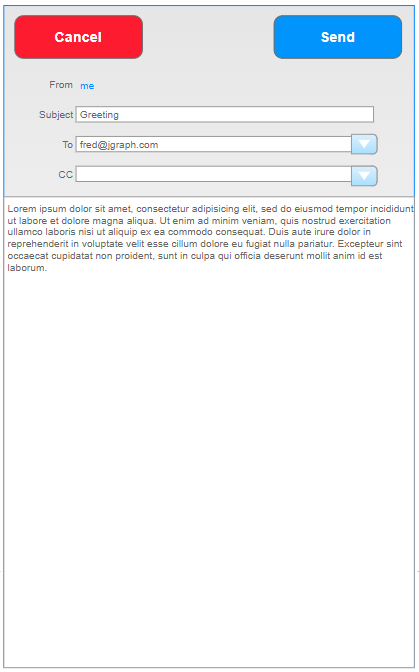 Cancel
Send
From me
Subject Greeting
To fred@jgraph.com
CC
Lorem ipsum dolor sit amet, consectetur adipisicing elit, sed do eiusmod tempor incididunt
ut labore et dolore magna aliqua. Ut enim ad minim veniam, quis nostrud exercitation
ullamco laboris nisi ut aliquip ex ea commodo consequat. Duis aute irure dolor in
reprehenderit in voluptate velit esse cillum dolore eu fugiat nulla pariatur. Excepteur sint
occaecat cupidatat non proident, sunt in culpa qui officia deserunt mollit anim id est
laborum.